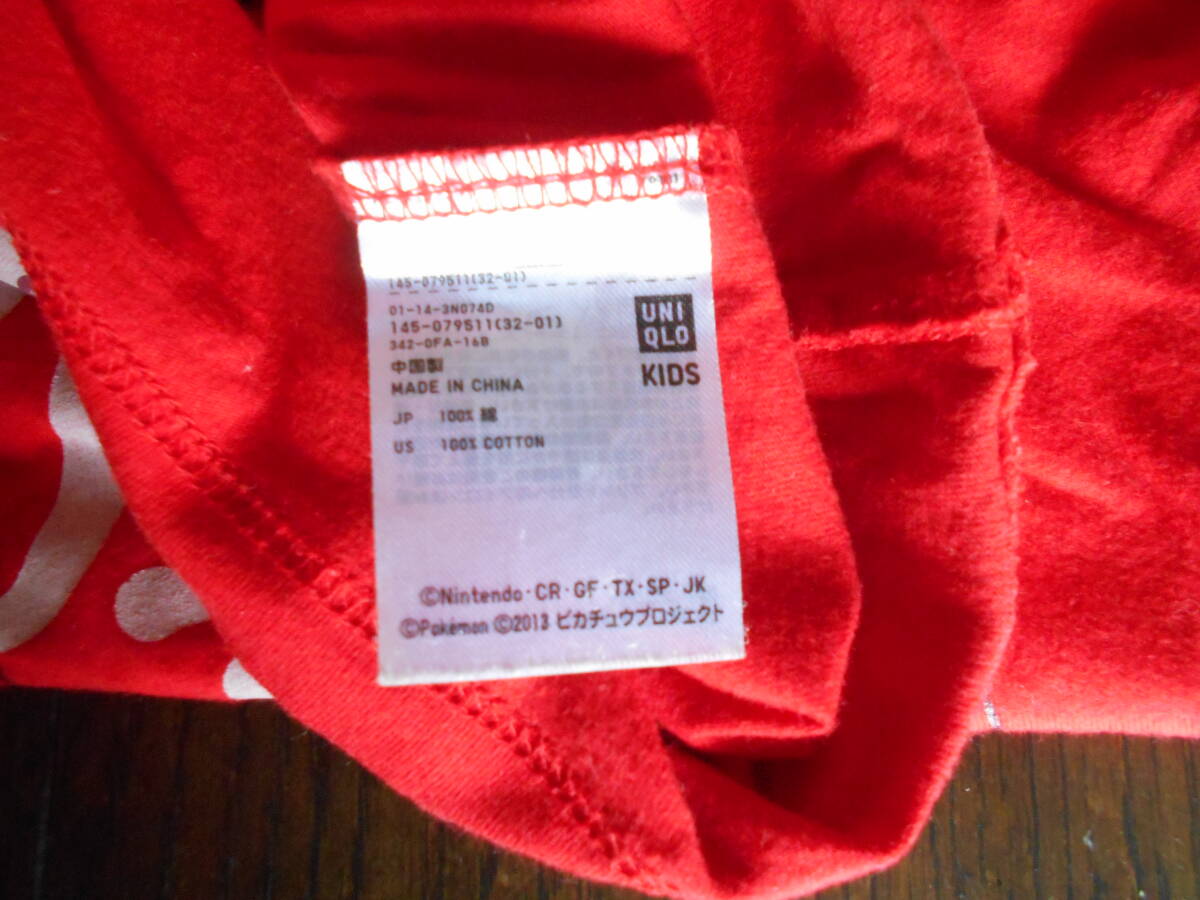 145-079511(32-01)
01-14-3N074D
145-079511(32-01)
342-0FA-16B
中国製
MADE IN CHINA
JP 100% 綿
US 100% COTTON
UNI
QLO
KIDS
©Nintendo・CR・GF・TX・SP・JK
©Pokémon ©2013 ピカチュウプロジェクト